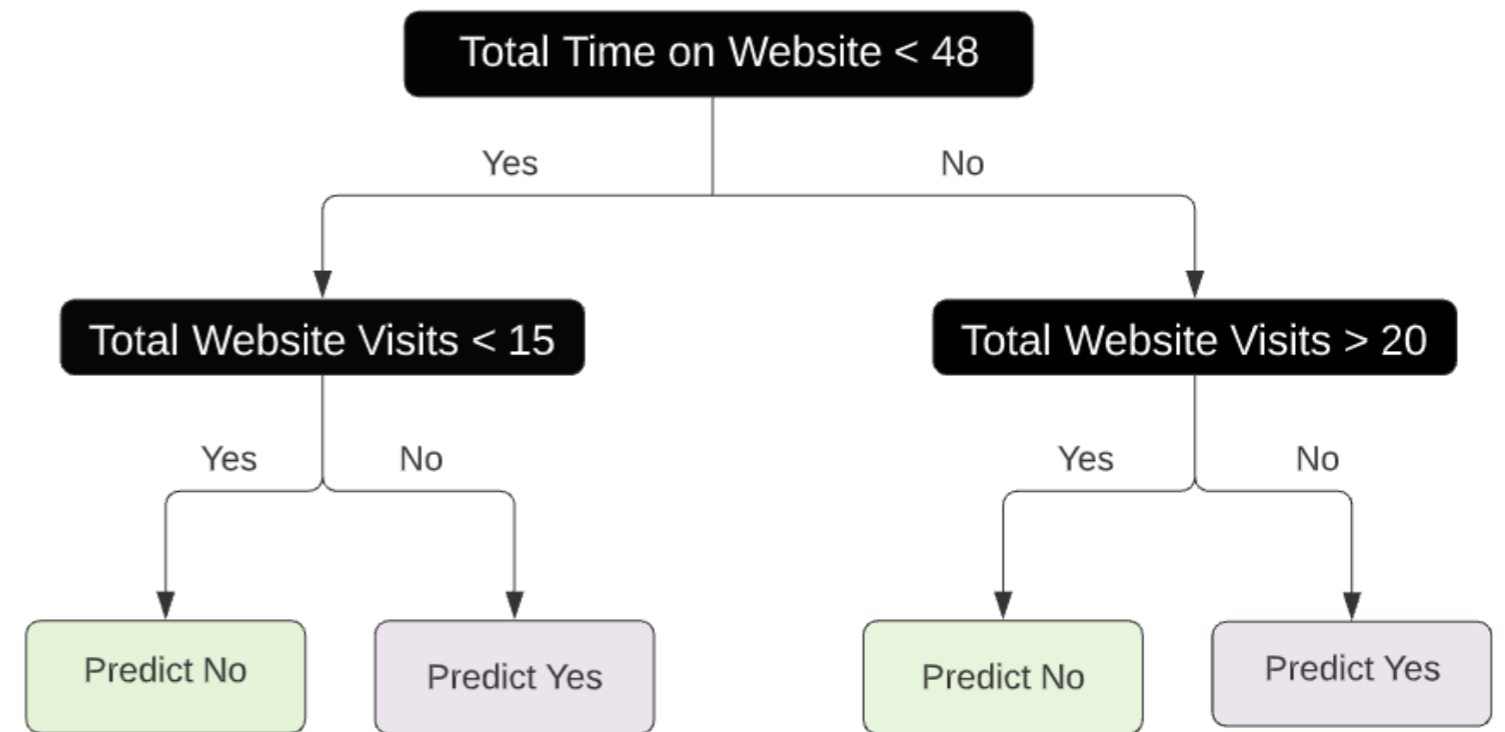 Total Time on Website < 48
Yes
No
Total Website Visits < 15
Total Website Visits > 20
Yes
No
Yes
No
Predict No
Predict Yes
Predict No
Predict Yes